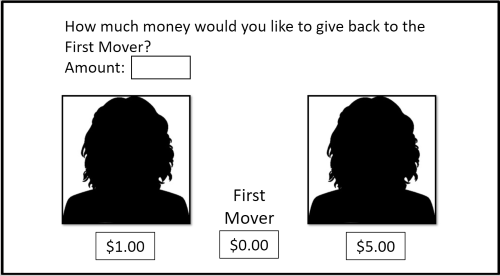 How much money would you like to give back to the
First Mover?
Amount:
First
Mover
$1.00
$0.00
$5.00